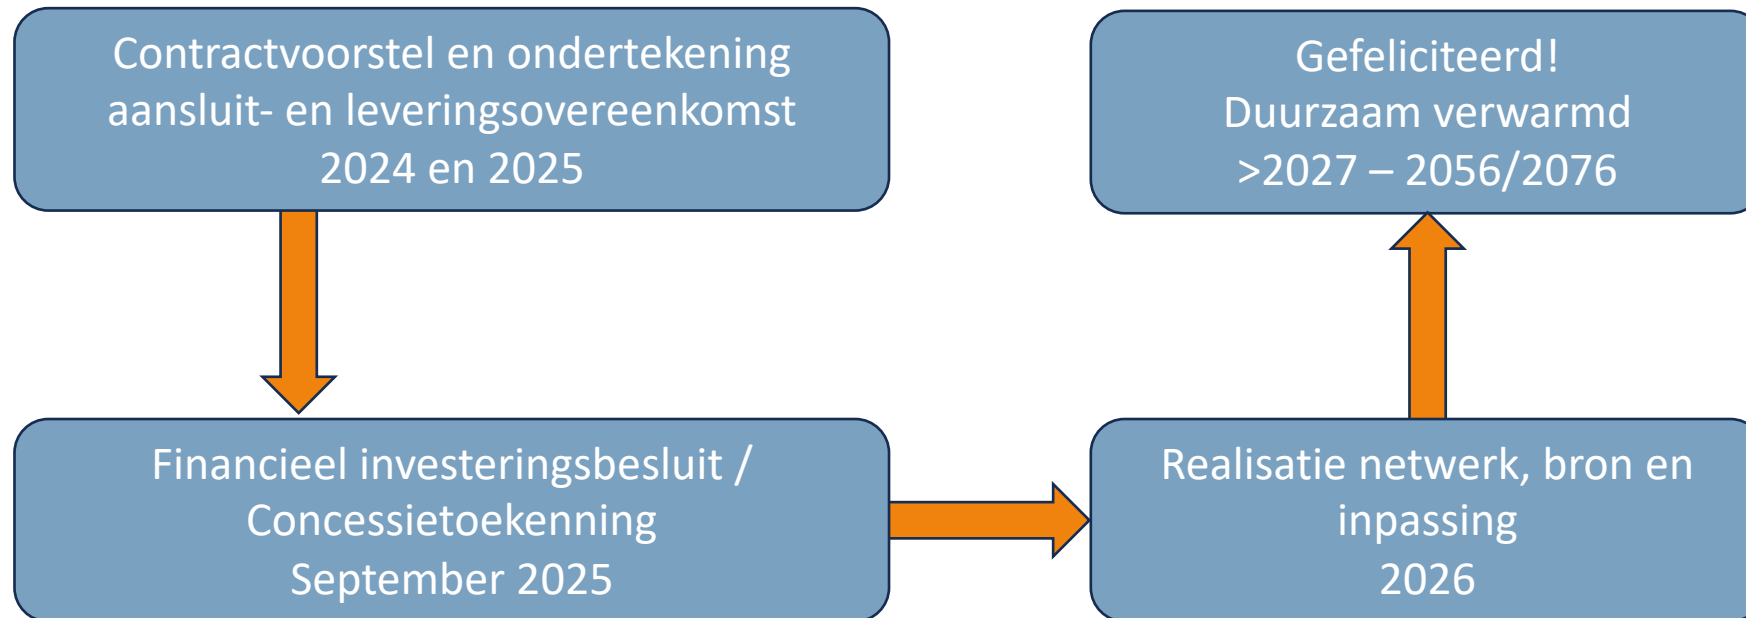 Contractvoorstel en ondertekening
aansluit- en leveringsovereenkomst
2024 en 2025
Financieel investeringsbesluit /
Concessietoekenning
September 2025
Realisatie netwerk, bron en
inpassing
2026
Gefeliciteerd!
Duurzaam verwarmd
>2027 – 2056/2076